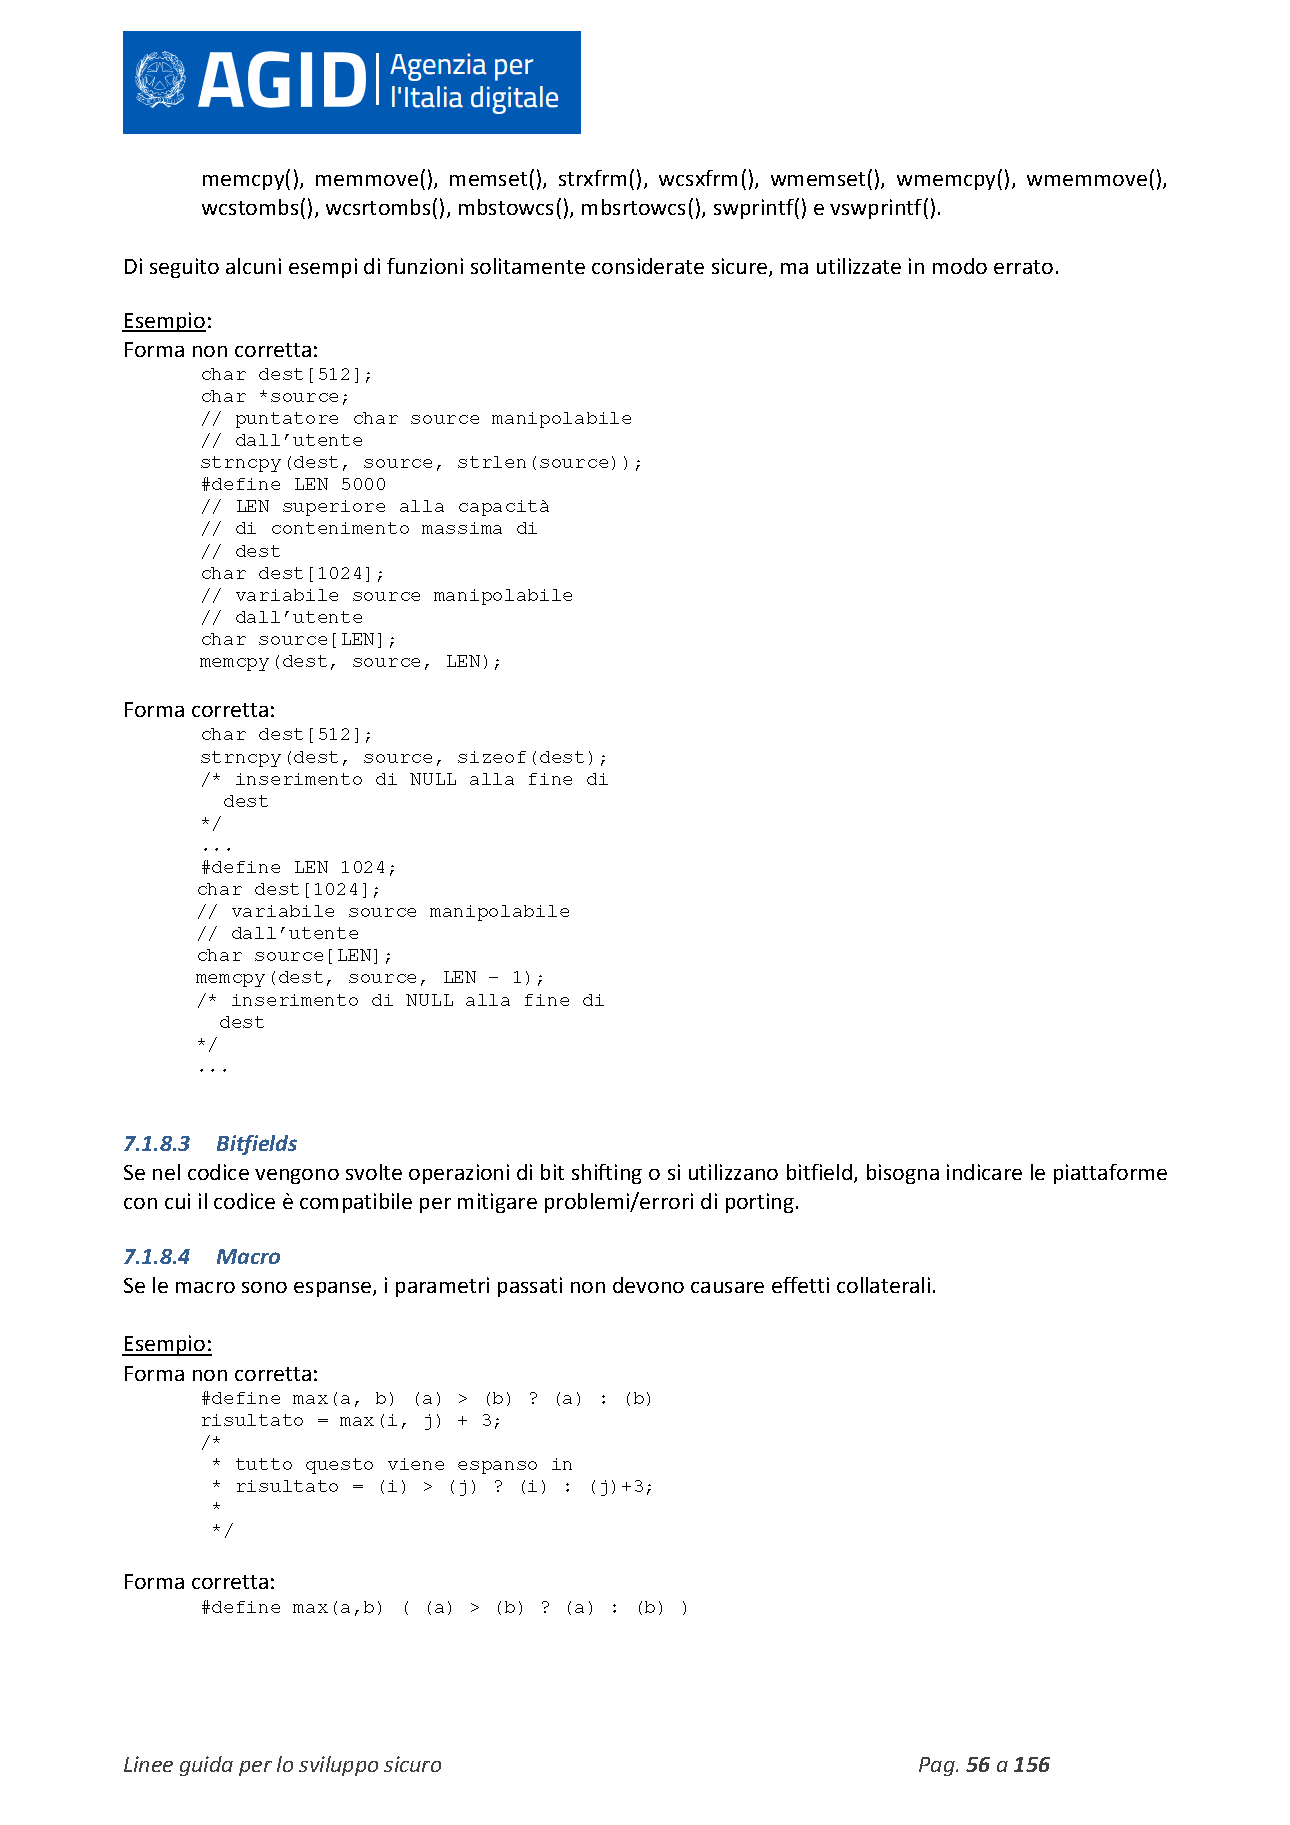 AGID Agenzia per
l'Italia digitale
memcpy(), memmove(), memset(), strxfrm(), wcsxfrm(), wmemset(), wmemcpy(), wmemmove(),
wcstombs(), wcsrtombs(), mbstowcs(), mbsrtowcs(), swprintf() e vswprintf().
Di seguito alcuni esempi di funzioni solitamente considerate sicure, ma utilizzate in modo errato.
Esempio:
Forma non corretta:
char dest[512];
char *source;
// puntatore char source manipolabile
// dall’utente
strncpy(dest, source, strlen(source));
#define LEN 5000
// LEN superiore alla capacità
// di contenimento massima di
// dest
char dest[1024];
// variabile source manipolabile
// dall’utente
char source[LEN];
memcpy(dest, source, LEN);
Forma corretta:
char dest[512];
strncpy(dest, source, sizeof(dest);
/* inserimento di NULL alla fine di
dest
*/
...
#define LEN 1024;
char dest[1024];
// variabile source manipolabile
// dall’utente
char source[LEN];
memcpy(dest, source, LEN – 1);
/* inserimento di NULL alla fine di
dest
*/
...
7.1.8.3 Bitfields
Se nel codice vengono svolte operazioni di bit shifting o si utilizzano bitfield, bisogna indicare le piattaforme
con cui il codice è compatibile per mitigare problemi/errori di porting.
7.1.8.4 Macro
Se le macro sono espanse, i parametri passati non devono causare effetti collaterali.
Esempio:
Forma non corretta:
#define max(a, b) (a) > (b) ? (a) : (b)
risultato = max(i, j) + 3;
/*
* tutto questo viene espanso in
* risultato = (i) > (j) ? (i) : (j)+3;
*
*/
Forma corretta:
#define max(a,b) ( (a) > (b) ? (a) : (b) )
Linee guida per lo sviluppo sicuro Pag. 56 a 156